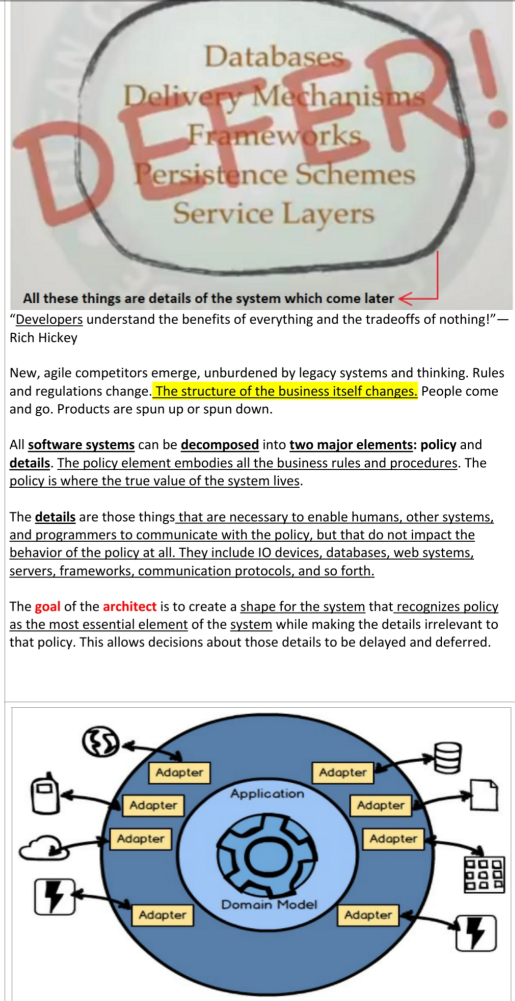 Databases
Delivery Mechanisms
Frameworks
Persistence Schemes
Service Layers
DEFER!
All these things are details of the system which come later
“Developers understand the benefits of everything and the tradeoffs of nothing!”—
Rich Hickey
New, agile competitors emerge, unburdened by legacy systems and thinking. Rules
and regulations change. The structure of the business itself changes. People come
and go. Products are spun up or spun down.
All software systems can be decomposed into two major elements: policy and
details. The policy element embodies all the business rules and procedures. The
policy is where the true value of the system lives.
The details are those things that are necessary to enable humans, other systems,
and programmers to communicate with the policy, but that do not impact the
behavior of the policy at all. They include IO devices, databases, web systems,
servers, frameworks, communication protocols, and so forth.
The goal of the architect is to create a shape for the system that recognizes policy
as the most essential element of the system while making the details irrelevant to
that policy. This allows decisions about those details to be delayed and deferred.
Adapter
Adapter
Application
Adapter
Adapter
Adapter
Adapter
Domain Model
Adapter
Adapter